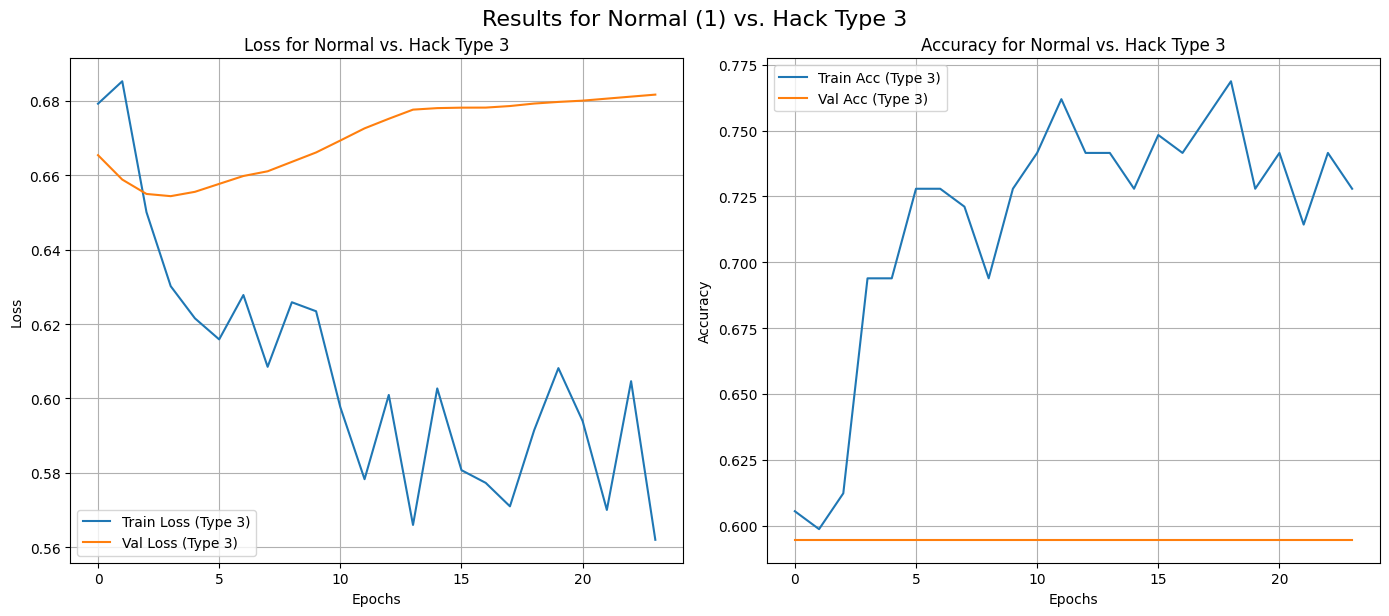 Results for Normal (1) vs. Hack Type 3
Loss for Normal vs. Hack Type 3
0.68
0.66
0.64
0.62
0.60
0.58
0.56
Loss
Train Loss (Type 3)
Val Loss (Type 3)
0 5 10 15 20
Epochs
Accuracy for Normal vs. Hack Type 3
Train Acc (Type 3)
Val Acc (Type 3)
0.775
0.750
0.725
0.700
0.675
0.650
0.625
0.600
Accuracy
0 5 10 15 20
Epochs